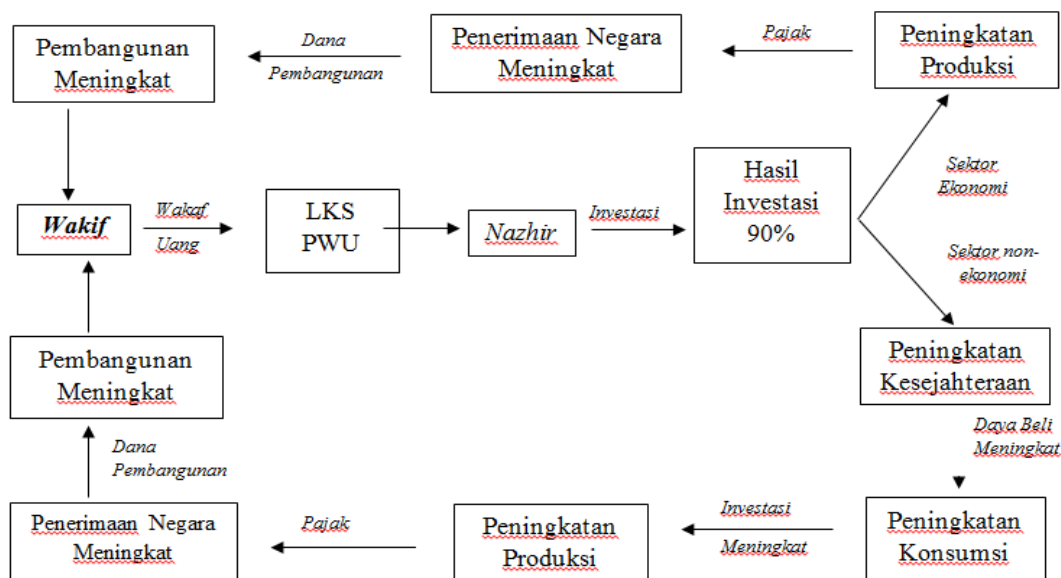 Pembangunan
Meningkat
Dana
Pembangunan
Penerimaan Negara
Meningkat
Pajak
Peningkatan
Produksi
Wakif
Wakaf
Uang
LKS
PWU
Nazhir
Investasi
Hasil
Investasi
90%
Sektor
Ekonomi
Sektor non-
ekonomi
Pembangunan
Meningkat
Peningkatan
Kesejahteraan
Dana
Pembangunan
Daya Beli
Meningkat
Penerimaan Negara
Meningkat
Pajak
Peningkatan
Produksi
Investasi
Meningkat
Peningkatan
Konsumsi